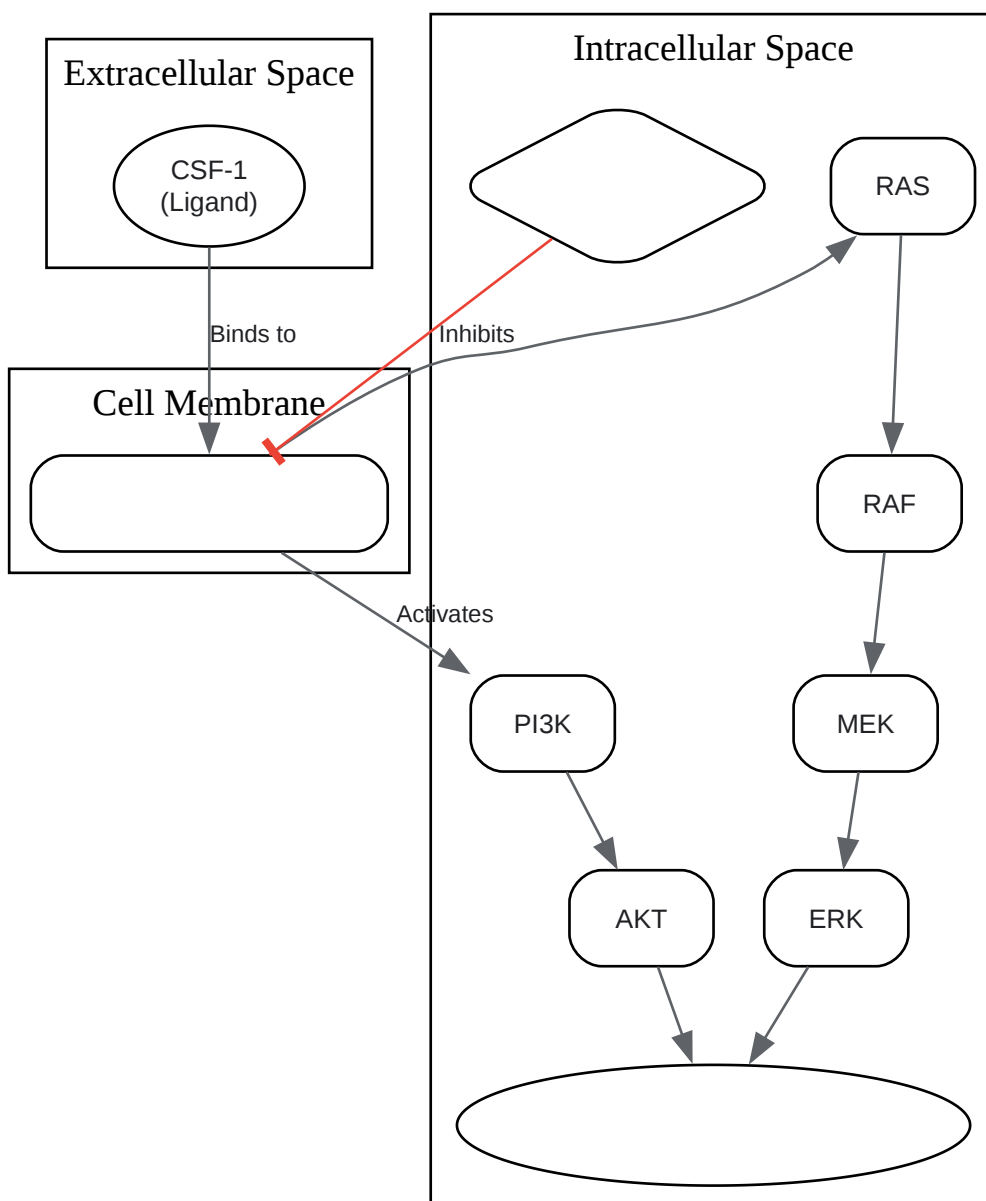 Intracellular Space
Extracellular Space
CSF-1
(Ligand)
RAS
Binds to
Inhibits
Cell Membrane
RAF
Activates
PI3K
MEK
AKT
ERK